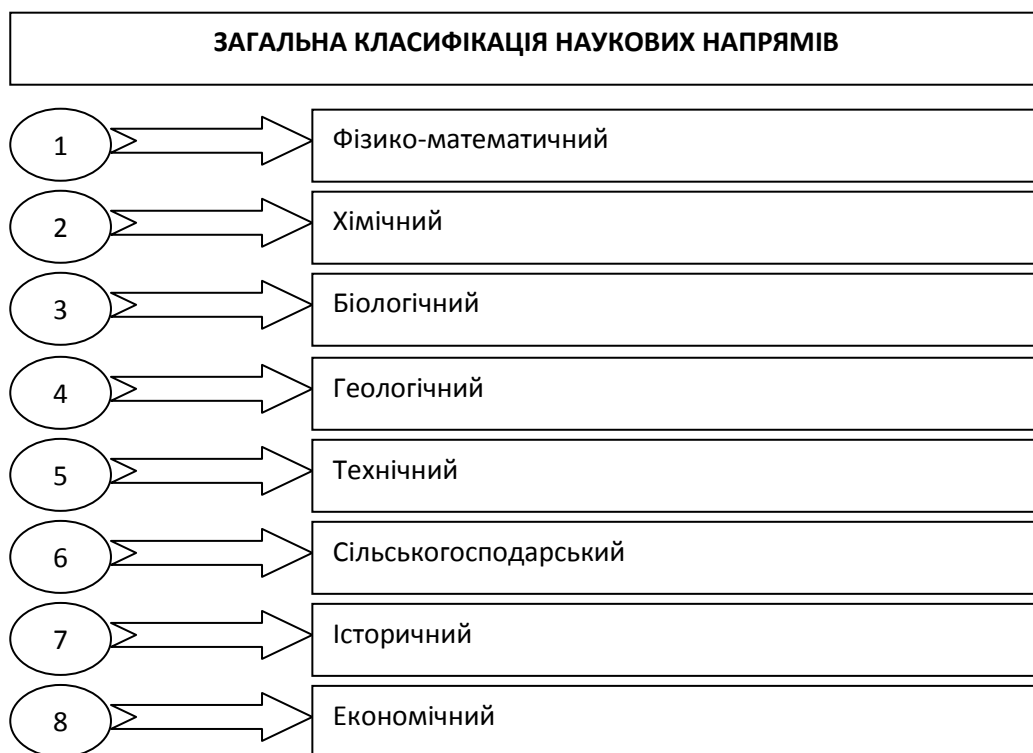 ЗАГАЛЬНА КЛАСИФІКАЦІЯ НАУКОВИХ НАПРЯМІВ
1 Фізико-математичний
2 Хімічний
3 Біологічний
4 Геологічний
5 Технічний
6 Сільськогосподарський
7 Історичний
8 Економічний